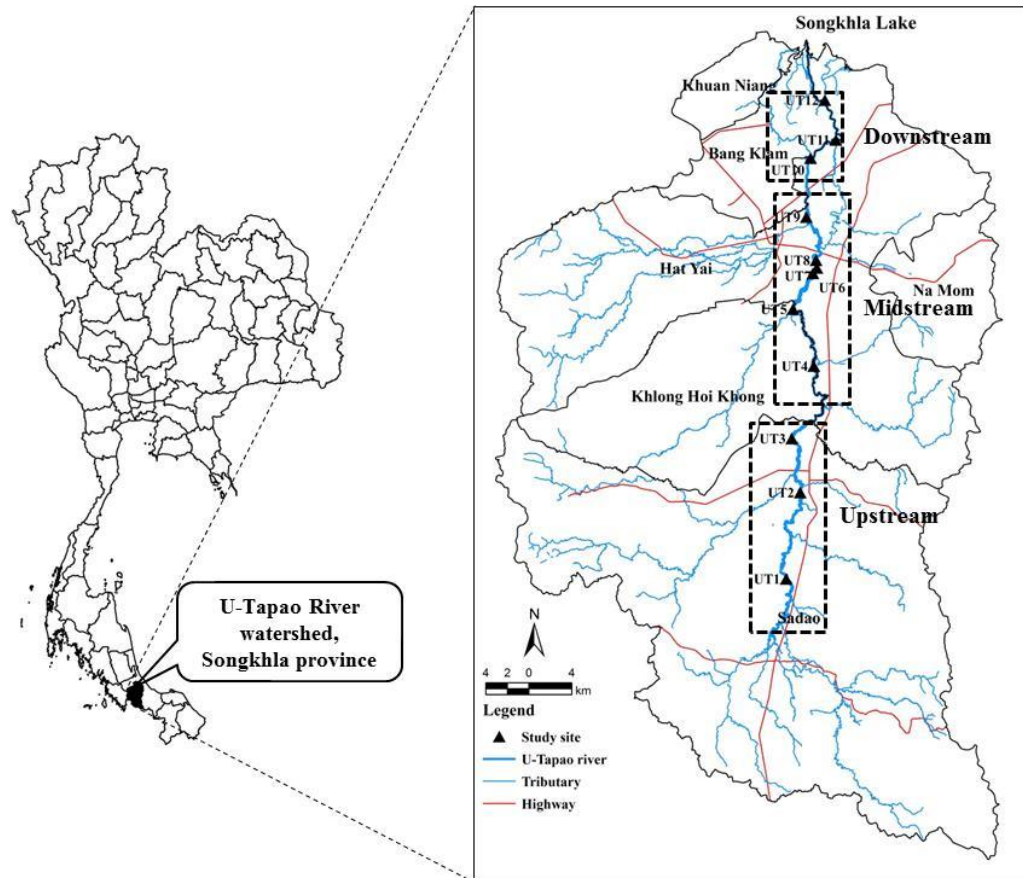 U-Tapao River
watershed,
Songkhla province
Songkhla Lake
Khuan Niang
UT12
Downstream
UT11
Bang Klam
UT10
UT9
UT8
Hat Yai
UT7
UT6
Na Mom
Midstream
UT5
UT4
Khlong Hoi Khong
UT3
UT2
Upstream
UT1
Sadao
N
4 2 0 4
km
Legend
Study site
U-Tapao river
Tributary
Highway